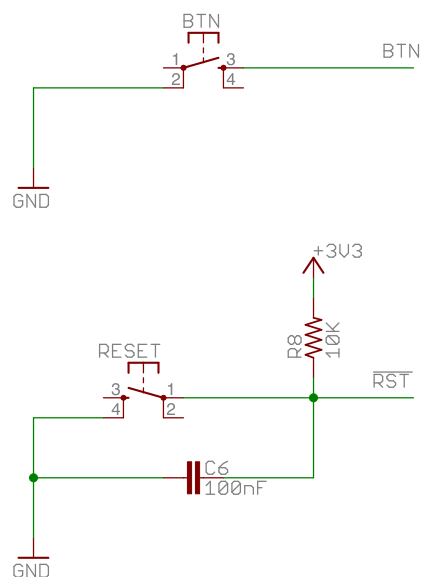 BTN
BTN
1 3
2 4
GND
+3V3
R8
10K
RESET
RST
3 1
4 2
C6
100nF
GND